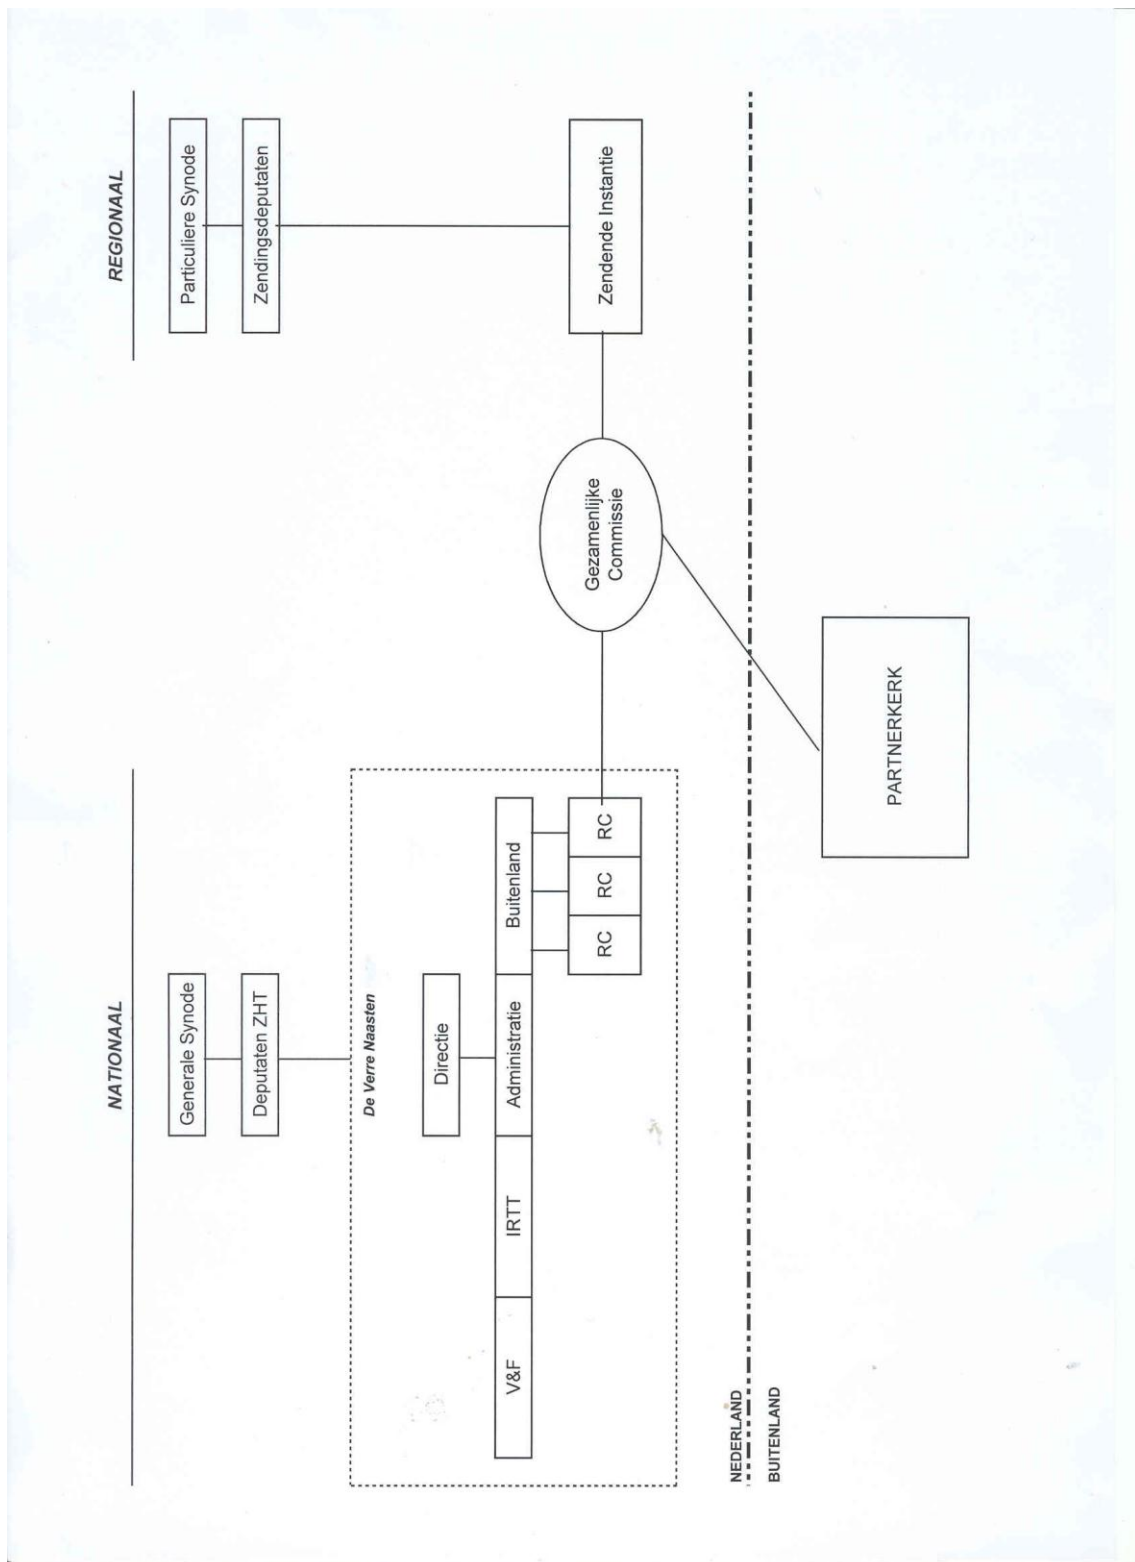 NATIONAAL
REGIONAAL
Generale Synode
Particuliere Synode
Deputaten ZHT
Zendingsdeputaten
De Verre Naasten
Directie
V&F
IRTT
Administratie
Buitenland
RC
RC
RC
Gezamenlijke
Commissie
Zendende Instantie
NEDERLAND
BUITENLAND
PARTNERKERK